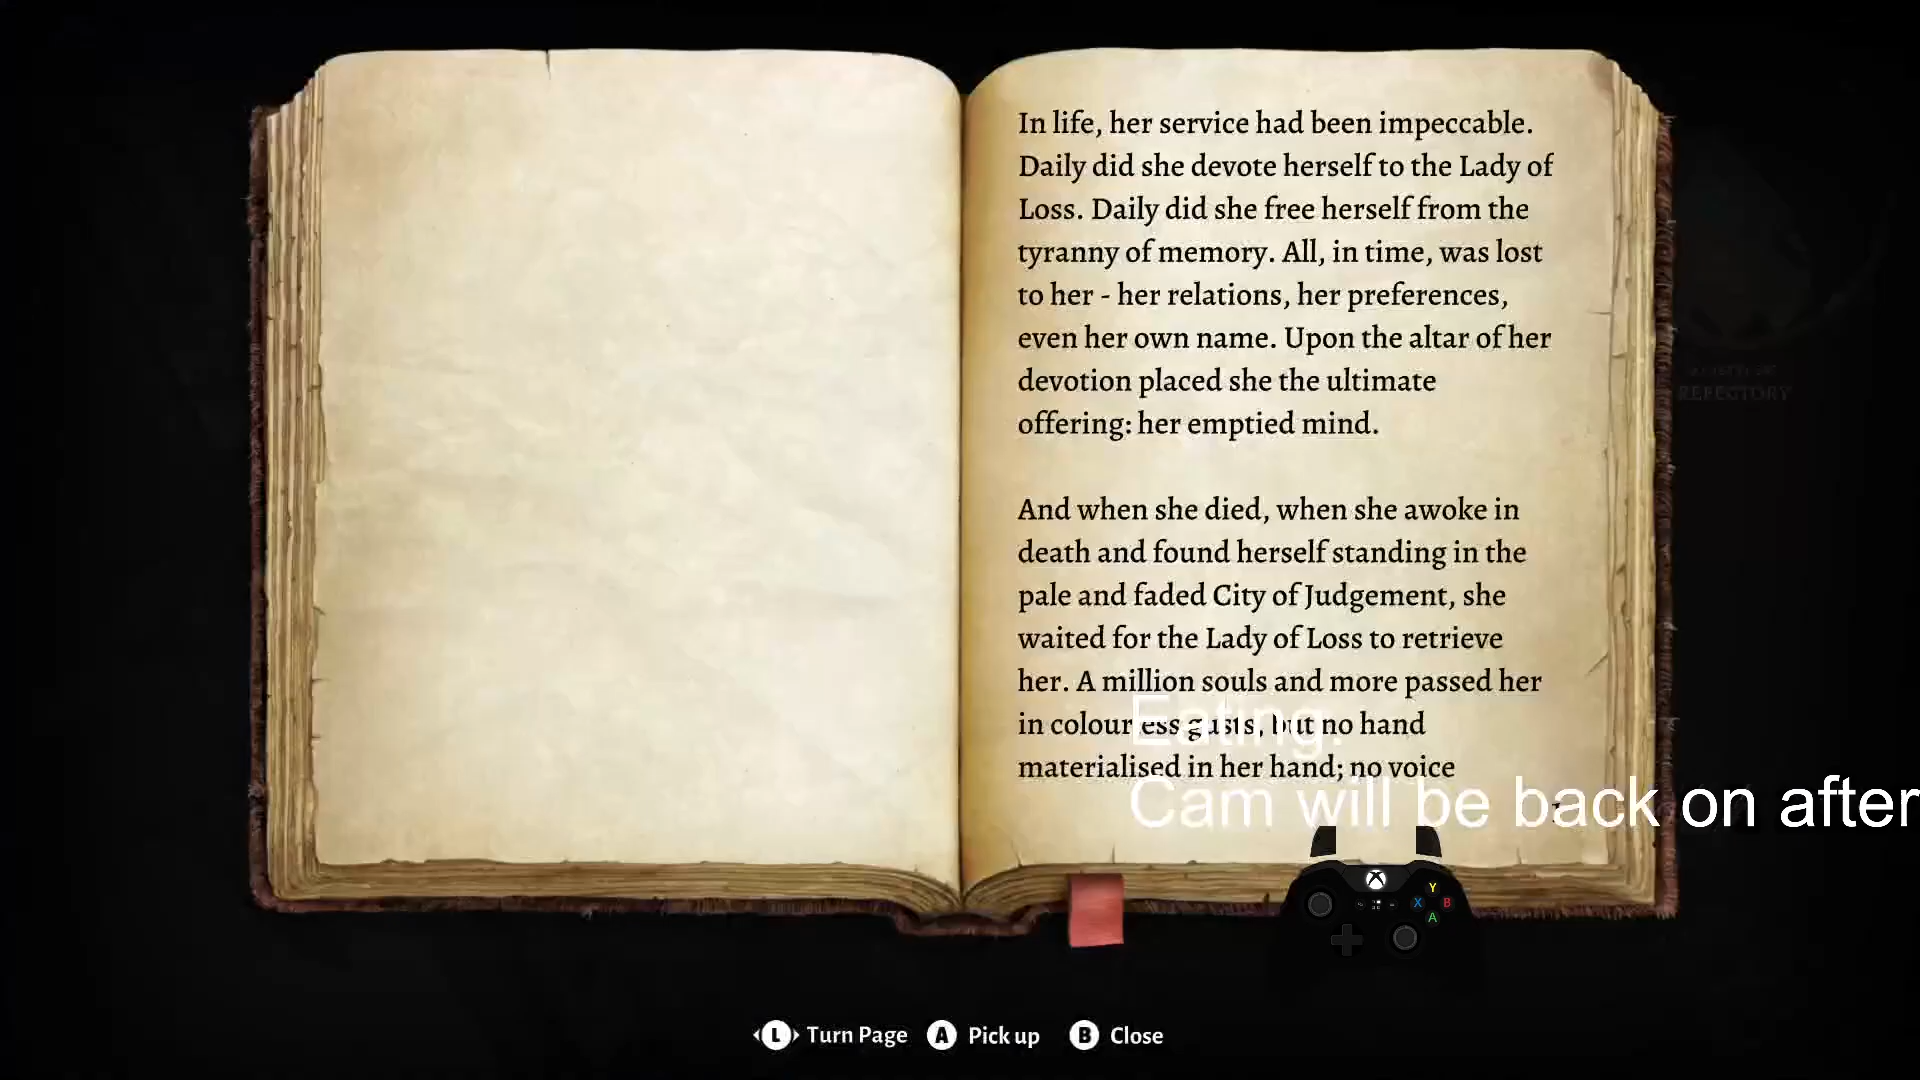 In life, her service had been impeccable.
Daily did she devote herself to the Lady of
Loss. Daily did she free herself from the
tyranny of memory. All, in time, was lost
to her - her relations, her preferences,
even her own name. Upon the altar of her
devotion placed she the ultimate
offering: her emptied mind.
And when she died, when she awoke in
death and found herself standing in the
pale and faded City of Judgement, she
waited for the Lady of Loss to retrieve
her. A million souls and more passed her
in colourless gusts, but no hand
materialised in her hand; no voice
Eating.
Cam will be back on after
REFECTORY
Y
X B
A
L Turn Page A Pick up B Close